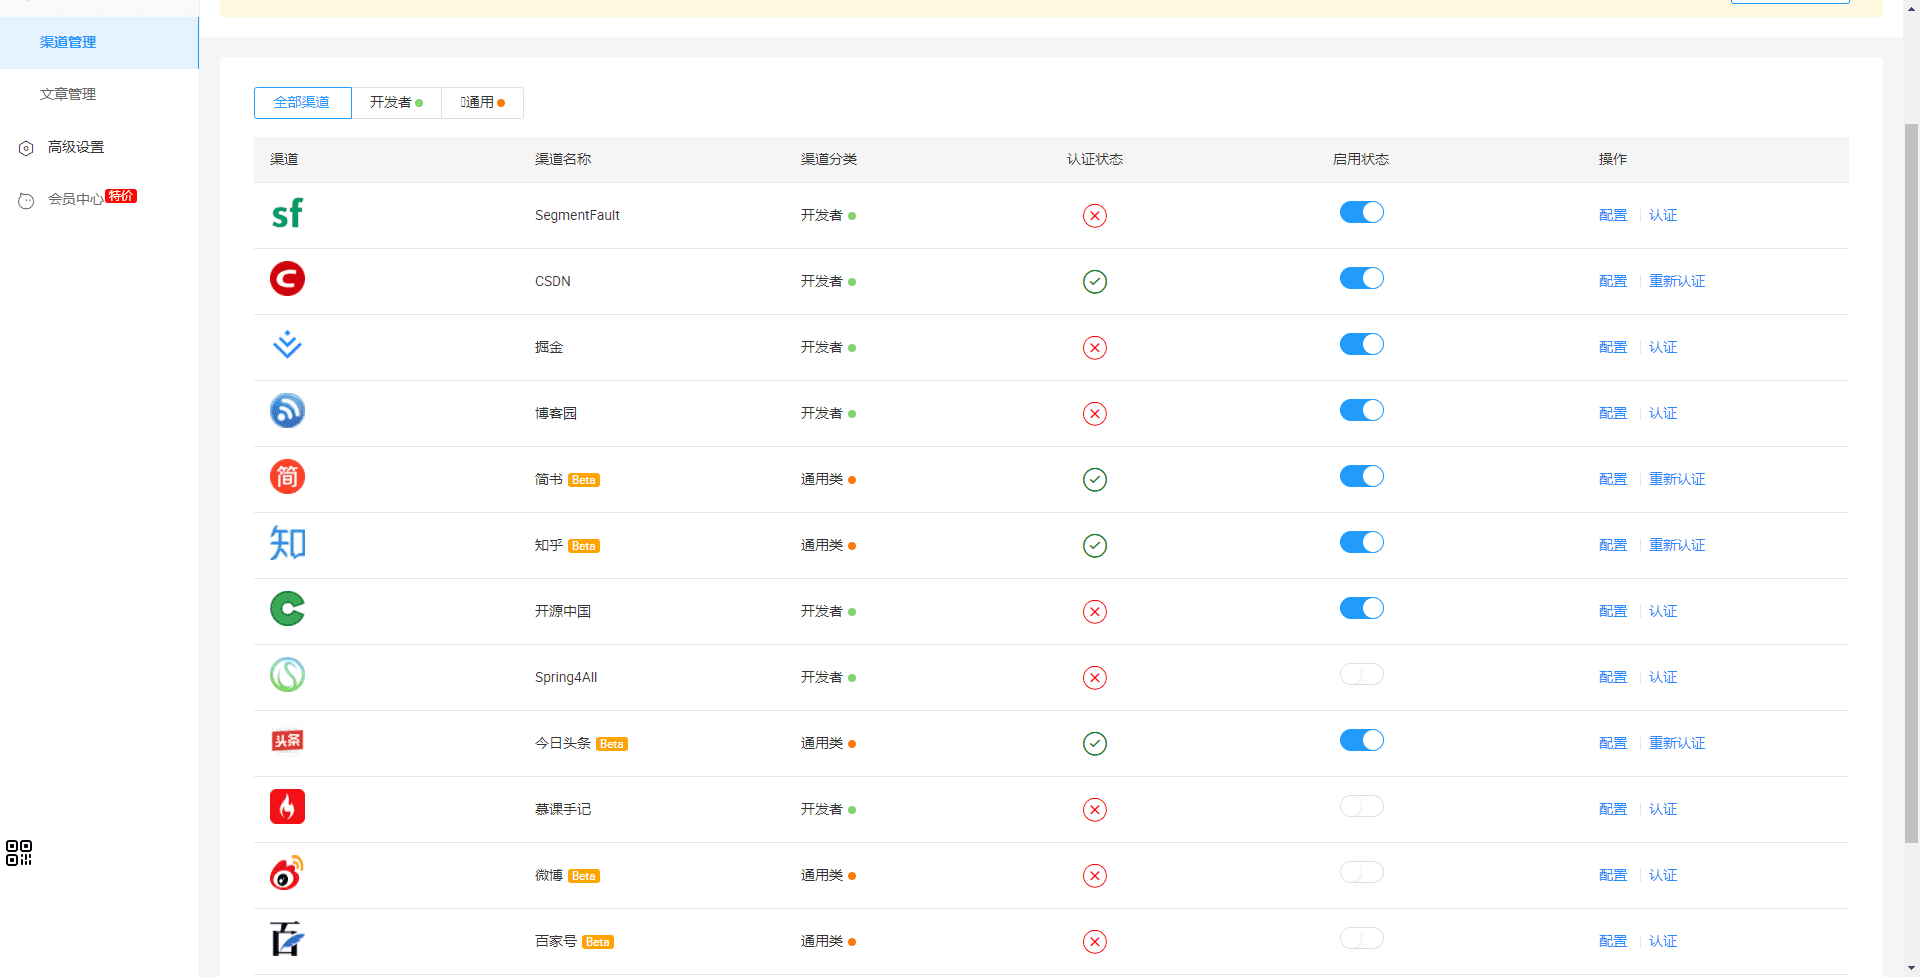 渠道管理
文章管理
高级设置
会员中心 特价
全部渠道 开发者 通用
渠道 渠道名称 渠道分类 认证状态 启用状态 操作
sf SegmentFault 开发者 配置 认证
C CSDN 开发者 配置 重新认证
掘金 开发者 配置 认证
博客园 开发者 配置 认证
简 简书 Beta 通用类 配置 重新认证
知 知乎 Beta 通用类 配置 重新认证
C 开源中国 开发者 配置 认证
Spring4All 开发者 配置 认证
头条 今日头条 Beta 通用类 配置 重新认证
慕课手记 开发者 配置 认证
微博 Beta 通用类 配置 认证
百 百家号 Beta 通用类 配置 认证